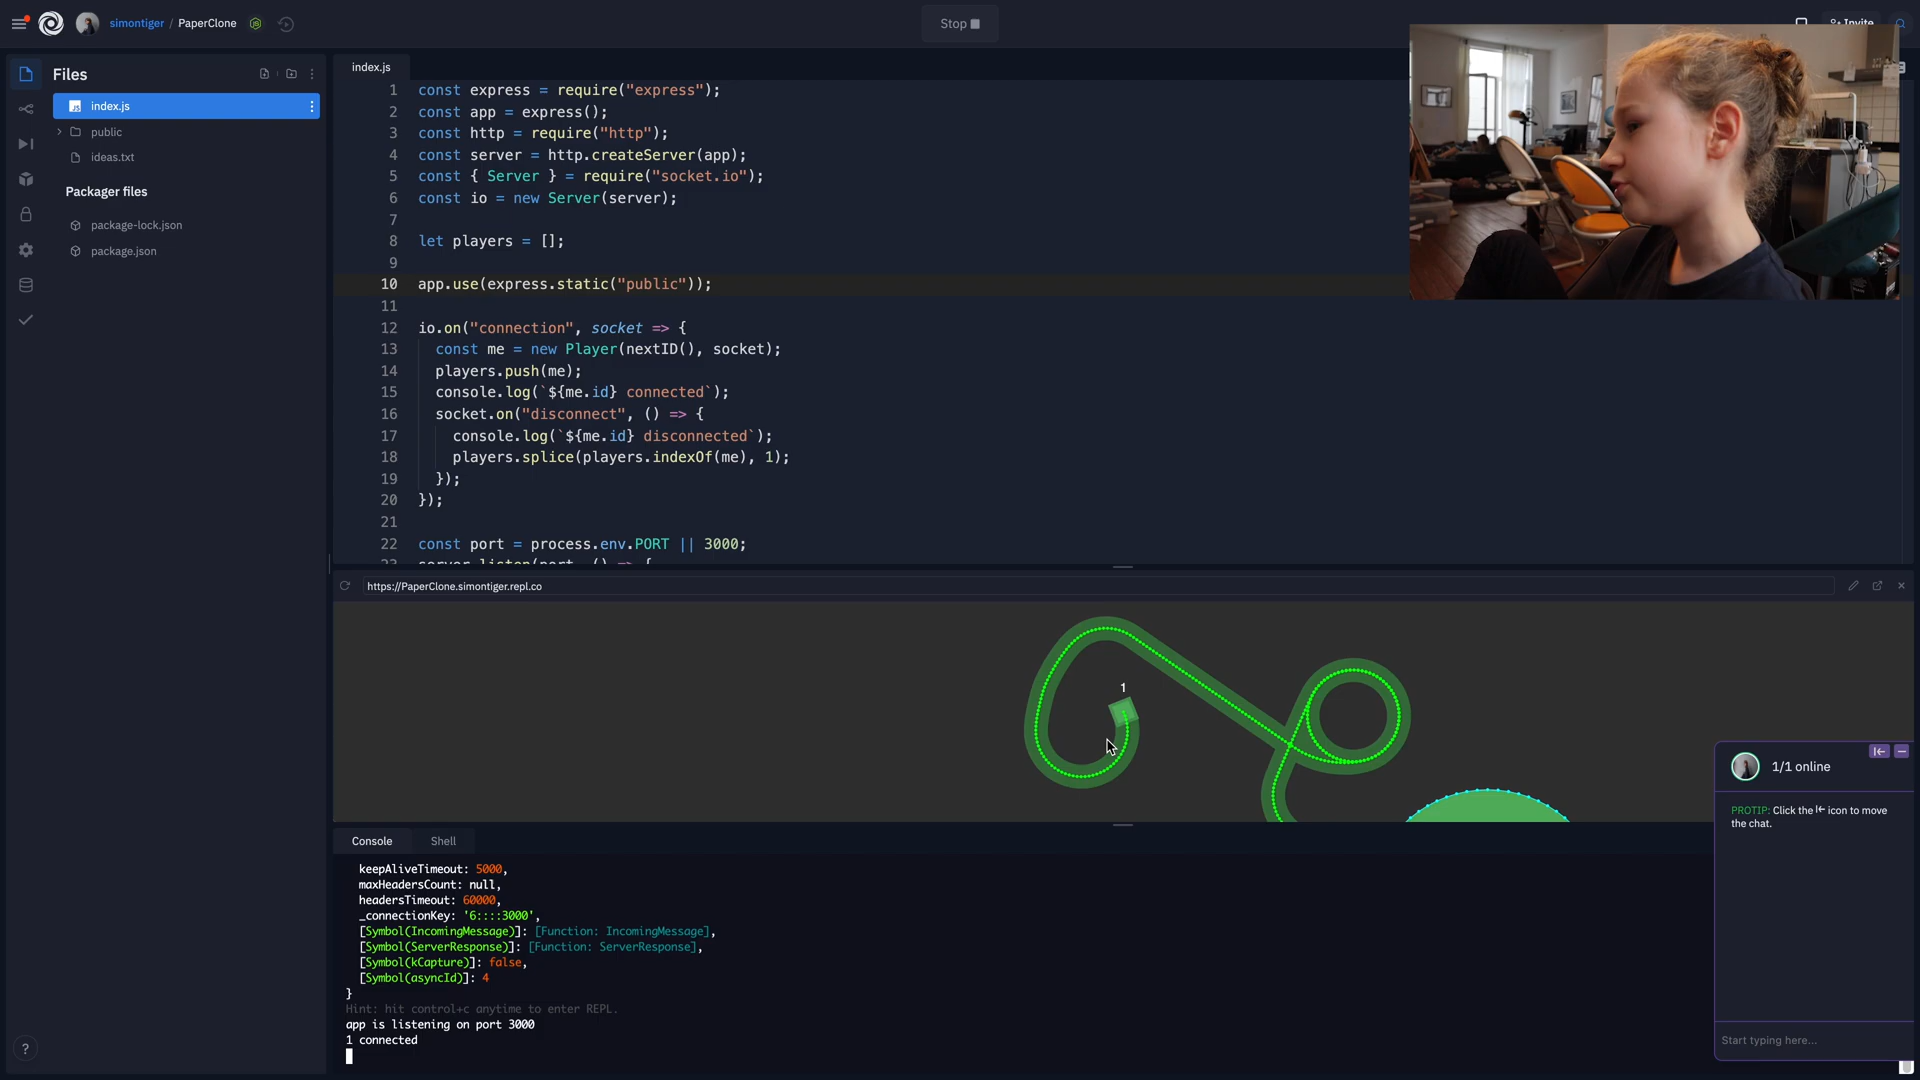 simontiger / PaperClone
Stop
Invite
Files
index.js
index.js
public
ideas.txt
Packager files
package-lock.json
package.json
1 const express = require("express");
2 const app = express();
3 const http = require("http");
4 const server = http.createServer(app);
5 const { Server } = require("socket.io");
6 const io = new Server(server);
7
8 let players = [];
9
10 app.use(express.static("public"));
11
12 io.on("connection", socket => {
13 const me = new Player(nextID(), socket);
14 players.push(me);
15 console.log(`${me.id} connected`);
16 socket.on("disconnect", () => {
17 console.log(`${me.id} disconnected`);
18 players.splice(players.indexOf(me), 1);
19 });
20 });
21
22 const port = process.env.PORT || 3000;
23 server.listen(port, () => {
https://PaperClone.simontiger.repl.co
1
1/1 online
PROTIP: Click the icon to move
the chat.
Start typing here...
Console
Shell
keepAliveTimeout: 5000,
maxHeadersCount: null,
headersTimeout: 60000,
_connectionKey: '6::::3000',
[Symbol(IncomingMessage)]: [Function: IncomingMessage],
[Symbol(ServerResponse)]: [Function: ServerResponse],
[Symbol(kCapture)]: false,
[Symbol(asyncId)]: 4
}
Hint: hit control+c anytime to enter REPL.
app is listening on port 3000
1 connected
?